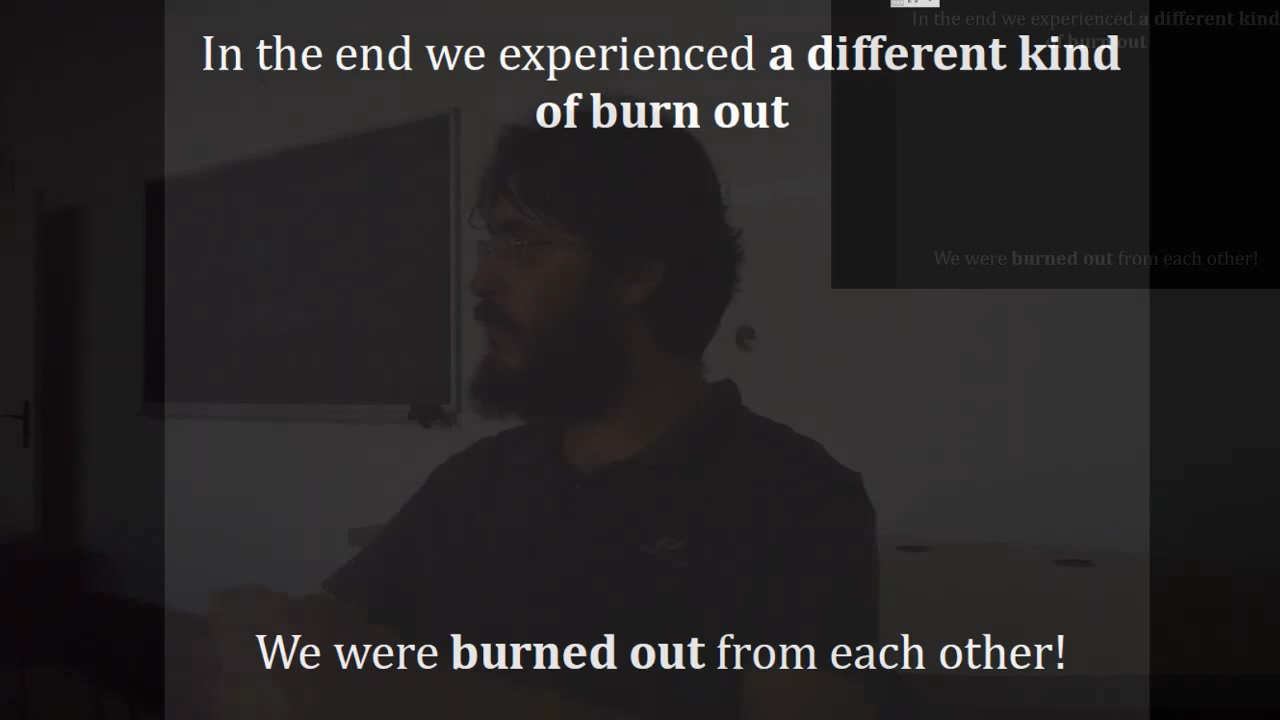 In the end we experienced a different kind
of burn out
We were burned out from each other!
In the end we experienced a different kind
of burn out
We were burned out from each other!